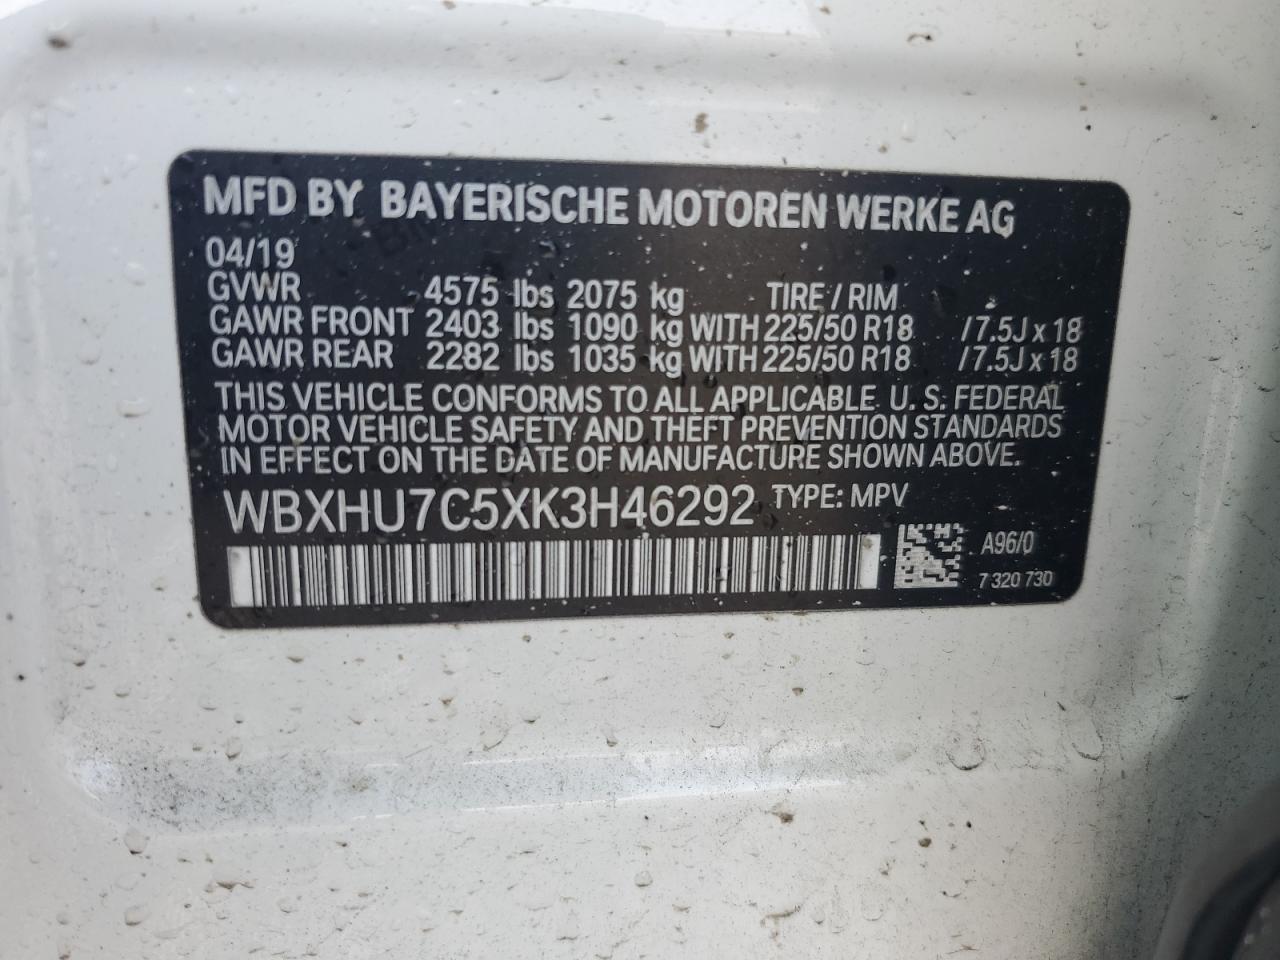 MFD BY BAYERISCHE MOTOREN WERKE AG
04/19
GVWR 4575 lbs 2075 kg TIRE / RIM
GAWR FRONT 2403 lbs 1090 kg WITH 225/50 R18 /7.5J x 18
GAWR REAR 2282 lbs 1035 kg WITH 225/50 R18 /7.5J x 18
THIS VEHICLE CONFORMS TO ALL APPLICABLE U. S. FEDERAL
MOTOR VEHICLE SAFETY AND THEFT PREVENTION STANDARDS
IN EFFECT ON THE DATE OF MANUFACTURE SHOWN ABOVE.
WBXHU7C5XK3H46292 TYPE: MPV
A96/0
7 320 730